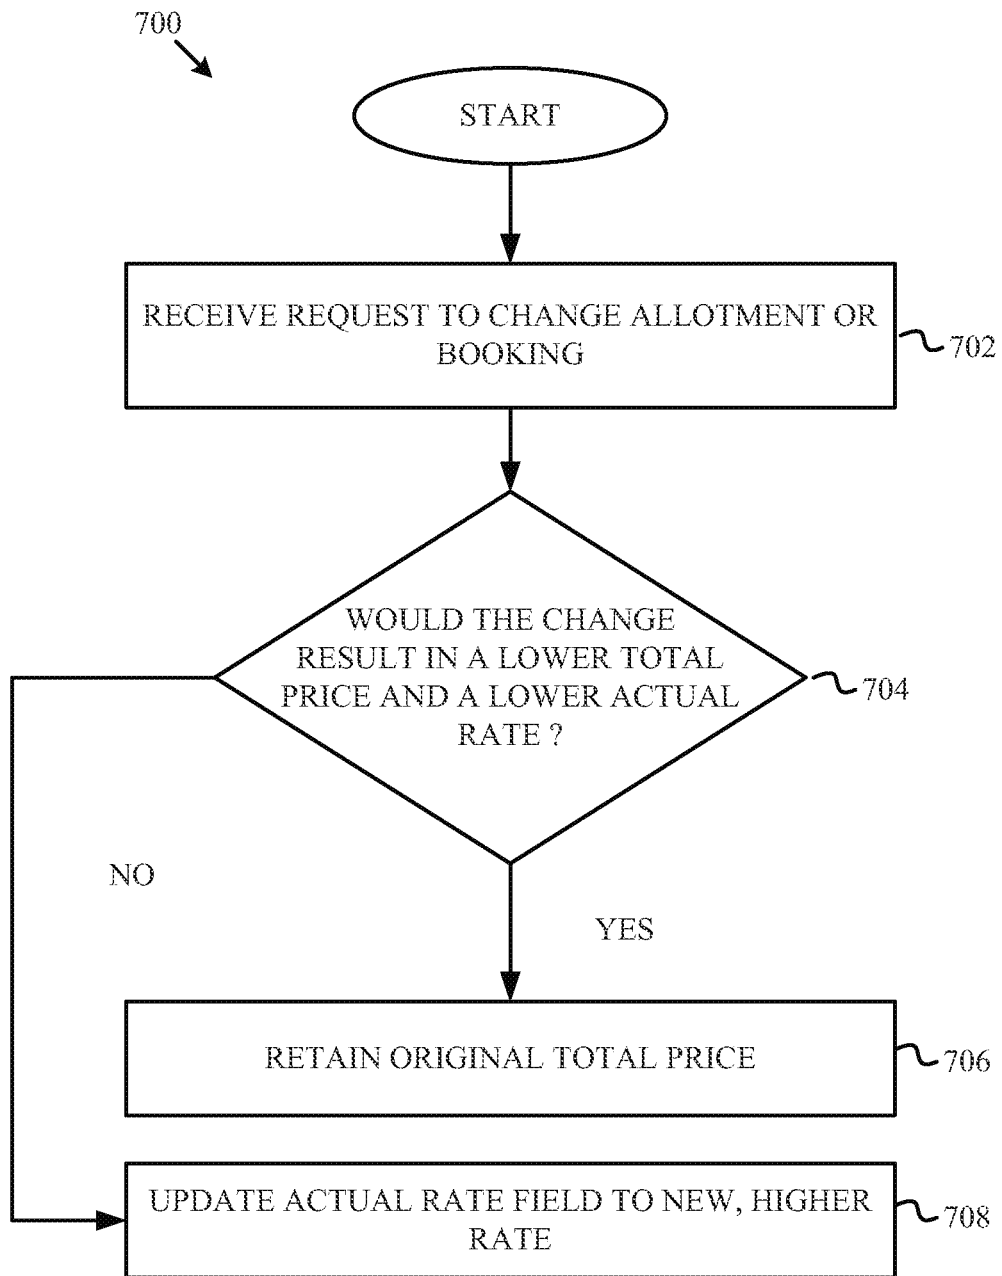 700
START
RECEIVE REQUEST TO CHANGE ALLOTMENT OR
BOOKING
702
WOULD THE CHANGE
RESULT IN A LOWER TOTAL
PRICE AND A LOWER ACTUAL
RATE ?
704
NO
YES
RETAIN ORIGINAL TOTAL PRICE
706
UPDATE ACTUAL RATE FIELD TO NEW, HIGHER
RATE
708